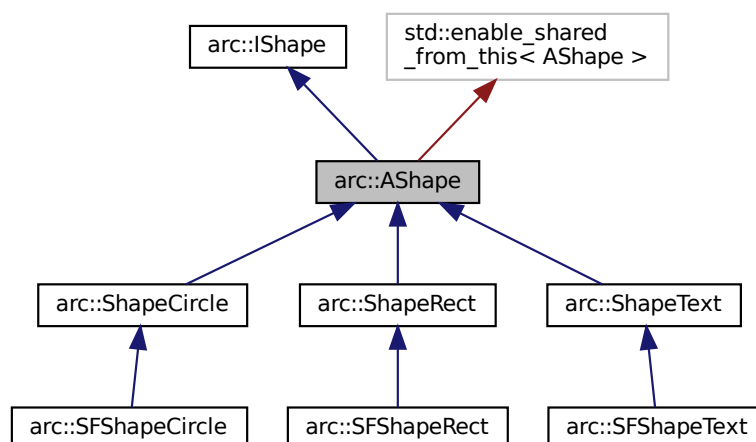 arc::IShape
std::enable_shared
_from_this< AShape >
arc::AShape
arc::ShapeCircle
arc::ShapeRect
arc::ShapeText
arc::SFShapeCircle
arc::SFShapeRect
arc::SFShapeText